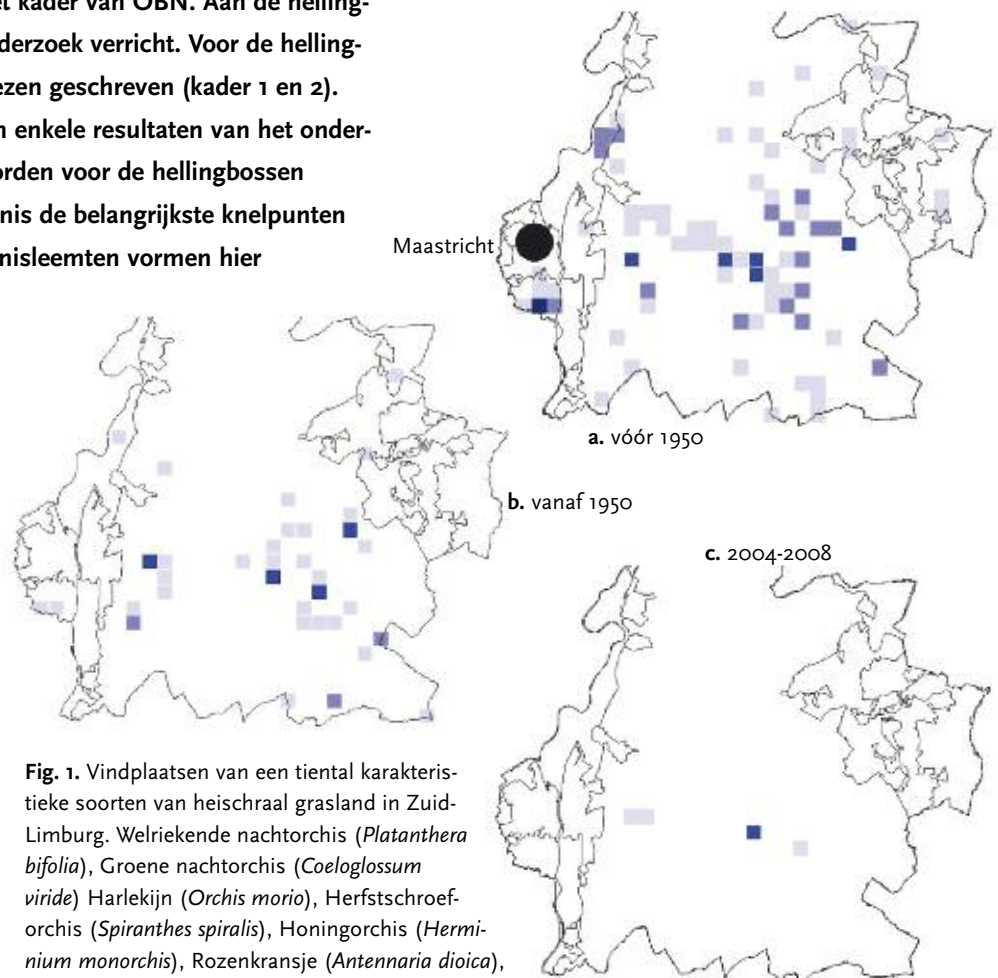 et kader van OBN. Aan de helling-
derzoek verricht. Voor de helling-
ezen geschreven (kader 1 en 2).
n enkele resultaten van het onder-
orden voor de hellingbossen
nis de belangrijkste knelpunten
nisleemten vormen hier
Maastricht
a. vóór 1950
b. vanaf 1950
c. 2004-2008
Fig. 1. Vindplaatsen van een tiental karakteris-
tieke soorten van heischraal grasland in Zuid-
Limburg. Welriekende nachtorchis (Platanthera
bifolia), Groene nachtorchis (Coeloglossum
viride) Harlekijn (Orchis morio), Herfstschroef-
orchis (Spiranthes spiralis), Honingorchis (Hermi-
nium monorchis), Rozenkransje (Antennaria dioica),